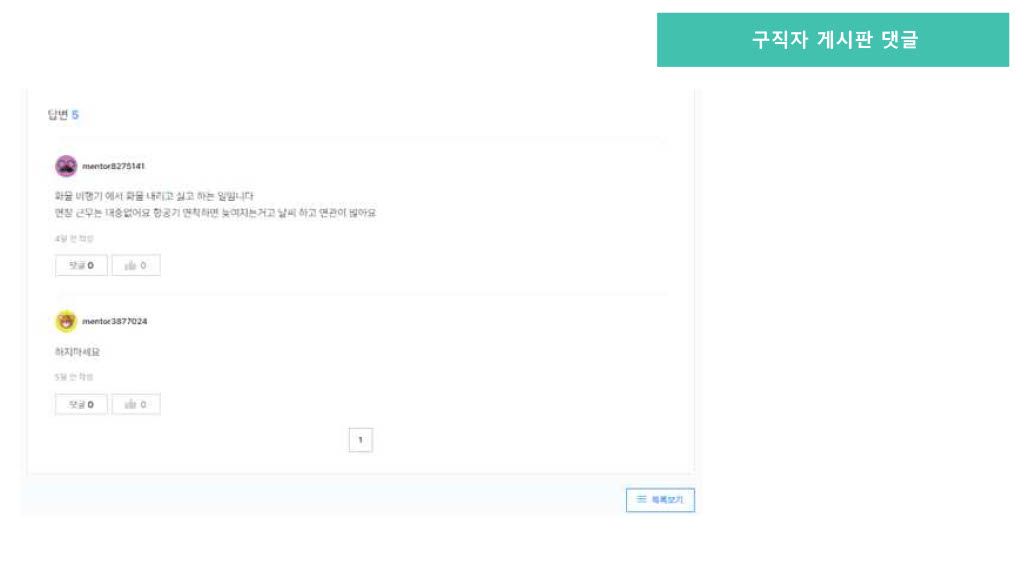 구직자 게시판 댓글
답변 5
mentor8275141
화물 비행기 에서 화물 내리고 싣고 하는 일입니다
연장 근무는 대중없어요 항공기 연착하면 늦어지는거고 날씨 하고 연관이 많아요
4달 전 작성
댓글 0 0
mentor3877024
하지마세요
5달 전 작성
댓글 0 0
1
목록보기